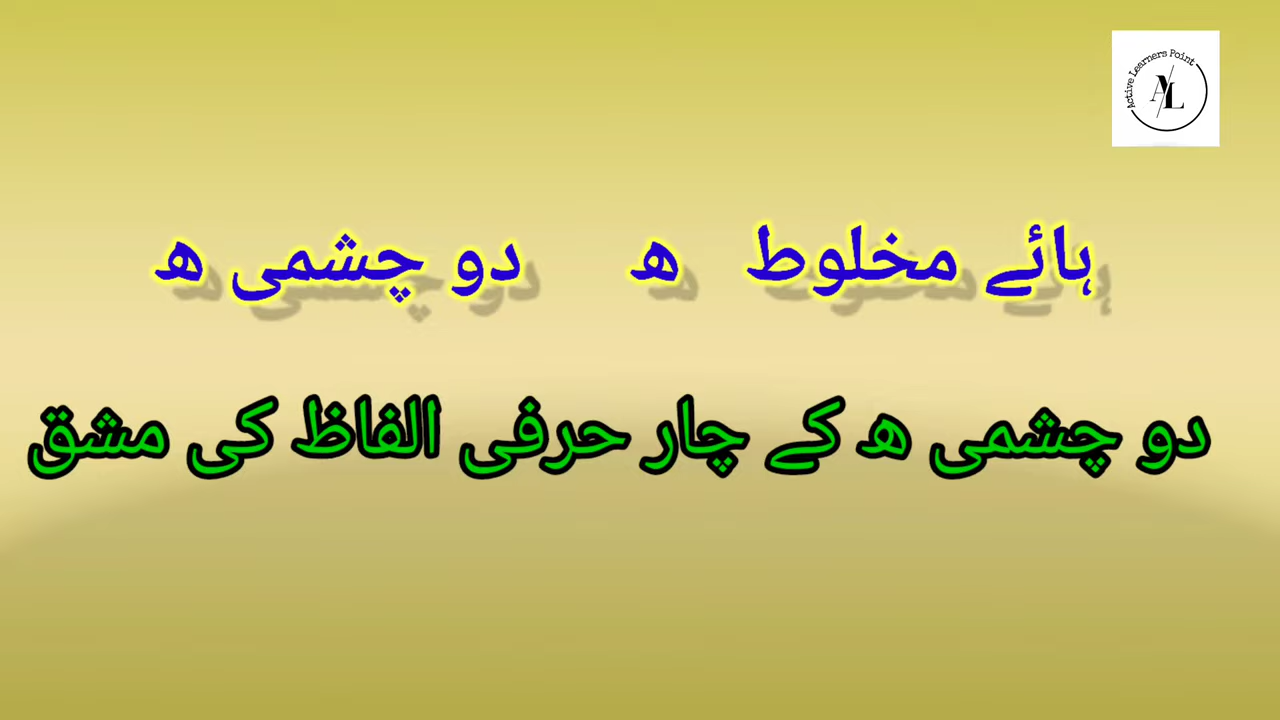 Active Learners Point
AL
ہائے مخلوط ھ دو چشمی ھ
دو چشمی ھ کے چار حرفی الفاظ کی مشق